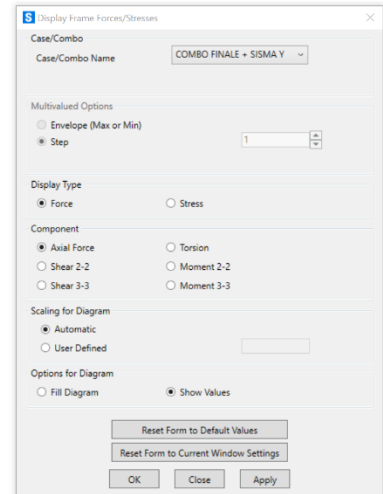 S Display Frame Forces/Stresses
Case/Combo
Case/Combo Name COMBO FINALE + SISMA Y
Multivalued Options
Envelope (Max or Min)
Step 1
Display Type
Force Stress
Component
Axial Force Torsion
Shear 2-2 Moment 2-2
Shear 3-3 Moment 3-3
Scaling for Diagram
Automatic
User Defined
Options for Diagram
Fill Diagram Show Values
Reset Form to Default Values
Reset Form to Current Window Settings
OK Close Apply